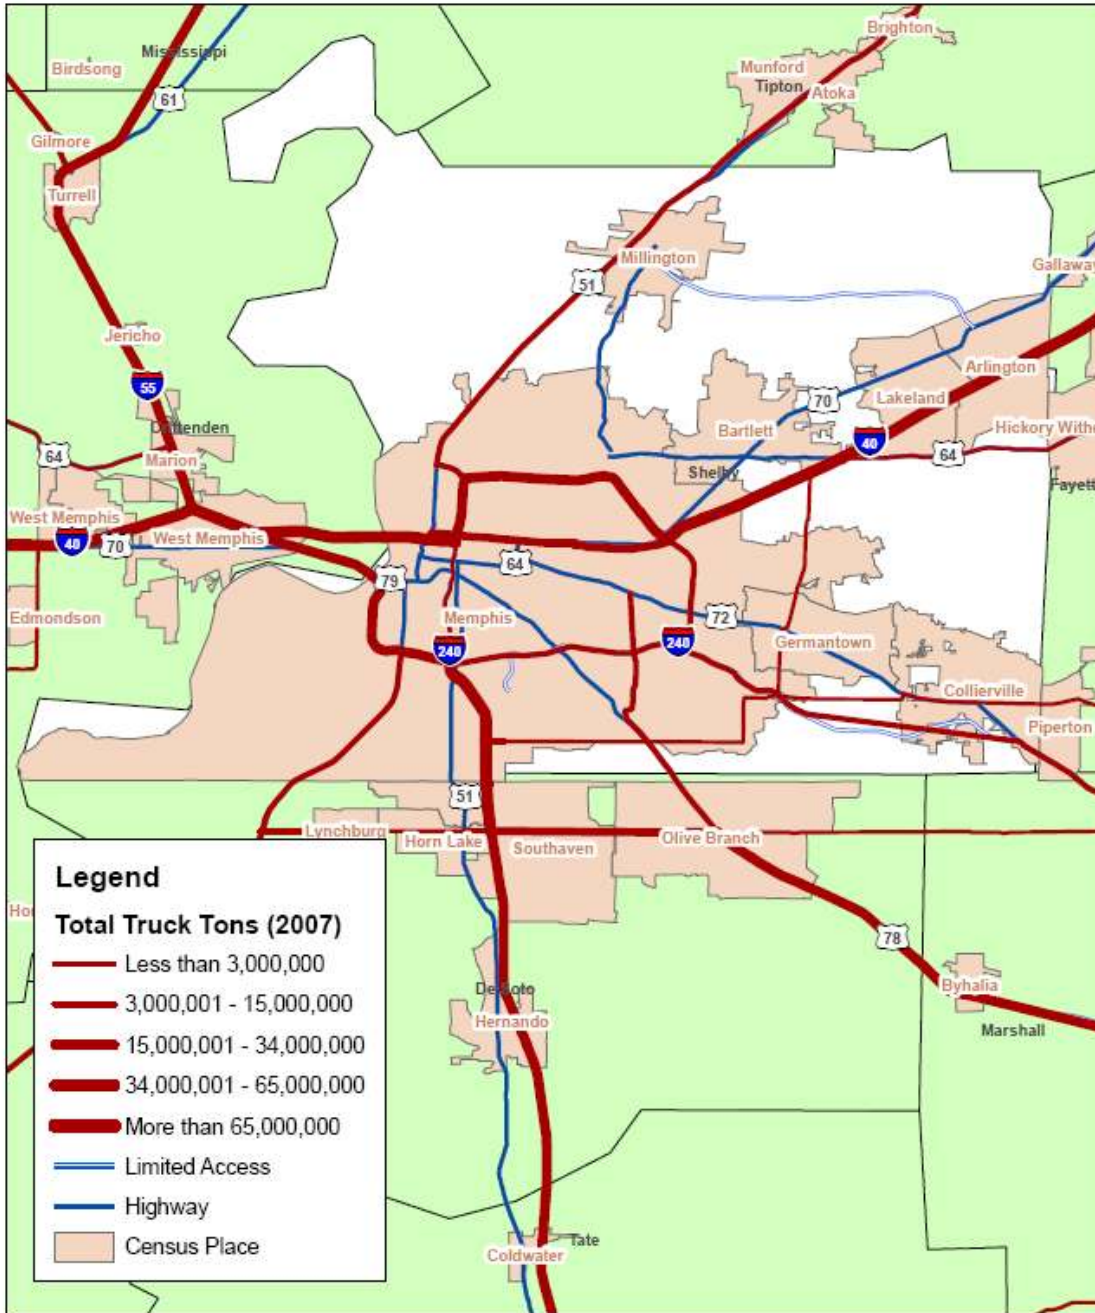 Brighton
Mississippi
Birdsong
Munford
Tipton
Atoka
61
Gilmore
Turrell
Millington
Gallaway
51
Jericho
Arlington
55
70
Lakeland
Bartlett
Hickory Withe
64
40
64
Marion
Shelby
Fayett
West Memphis
West Memphis
40
70
64
79
Edmondson
Memphis
72
240
240
Germantown
Collierville
Piperton
51
Lynchburg
Horn Lake
Southaven
Olive Branch
Legend
Total Truck Tons (2007)
Less than 3,000,000
3,000,001 - 15,000,000
15,000,001 - 34,000,000
34,000,001 - 65,000,000
More than 65,000,000
Limited Access
Highway
Census Place
Ho
78
Byhalia
Marshall
DeSoto
Hernando
Tate
Coldwater